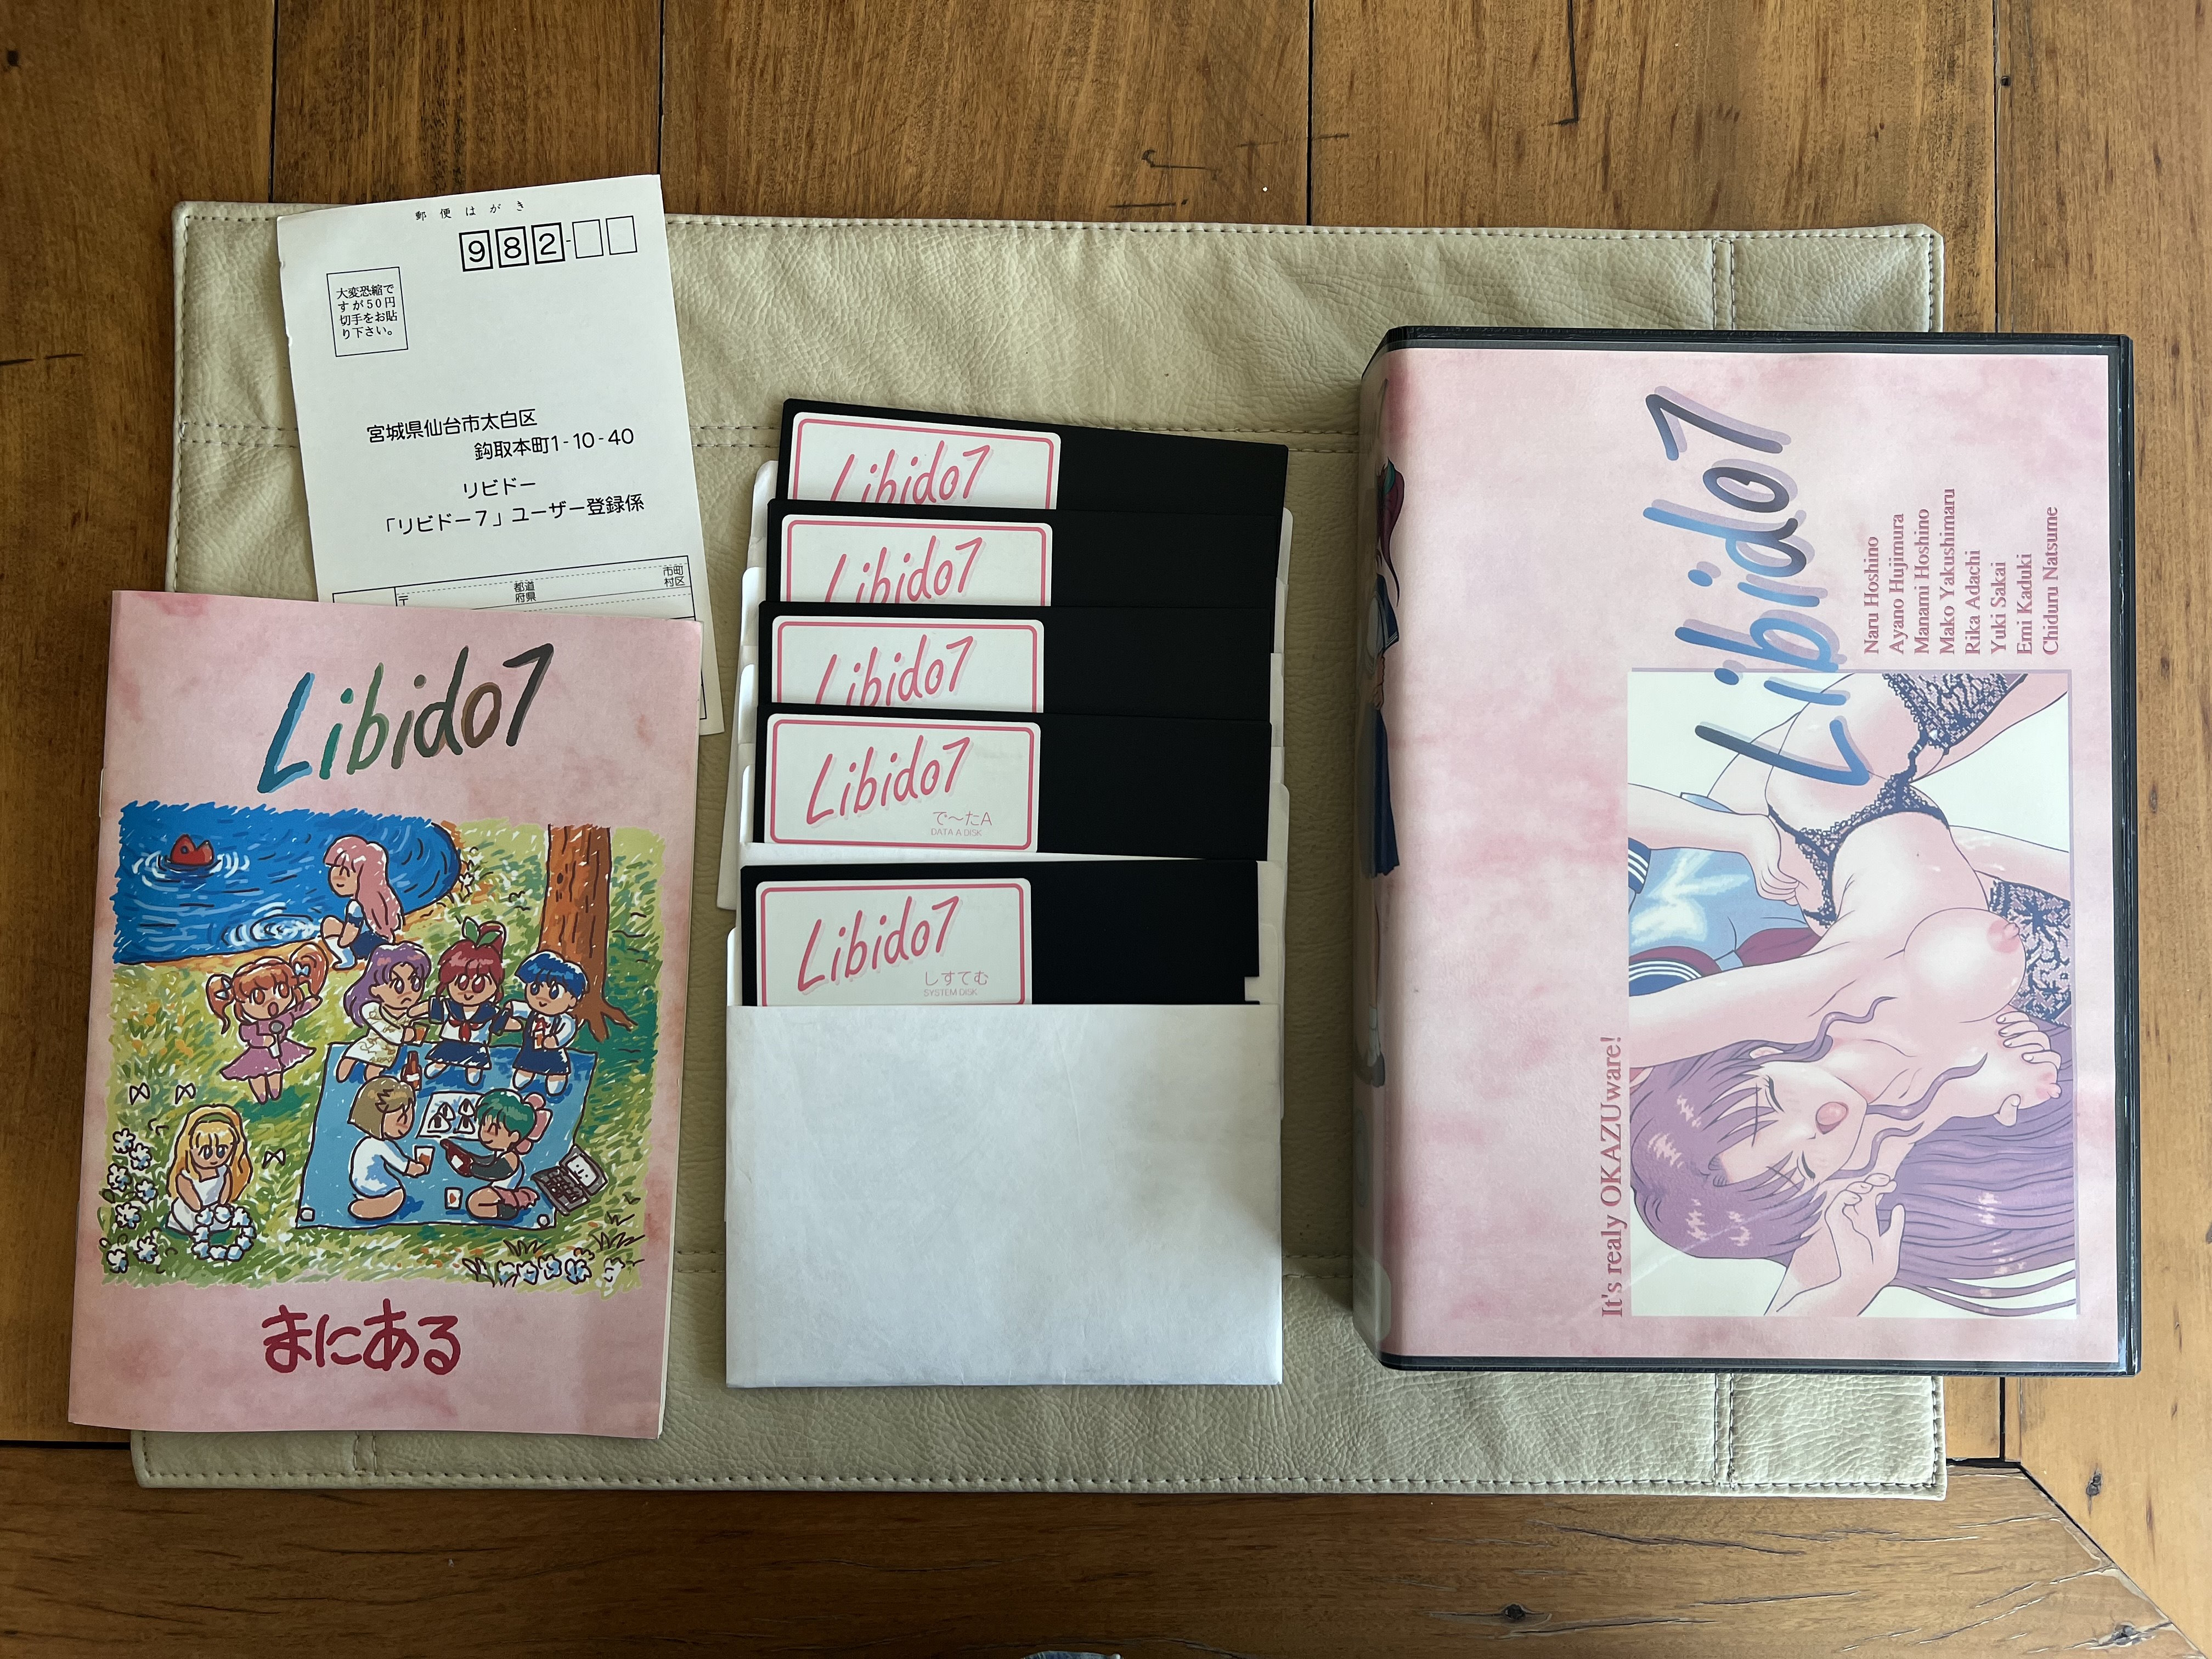 郵便はがき
982-
大変恐縮で
すが50円
切手をお貼
り下さい。
宮城県仙台市太白区
鈎取本町1-10-40
リビドー
「リビドー7」ユーザー登録係
〒
都道
府県
市町
村区
Libido7
まにある
Libido7
Libido7
Libido7
Libido7
で〜たA
DATA A DISK
Libido7
しすてむ
SYSTEM DISK
Libido7
Naru Hoshino
Ayano Hujimura
Manami Hoshino
Mako Yakushimaru
Rika Adachi
Yuki Sakai
Emi Kaduki
Chiduru Natsume
It's realy OKAZUware!